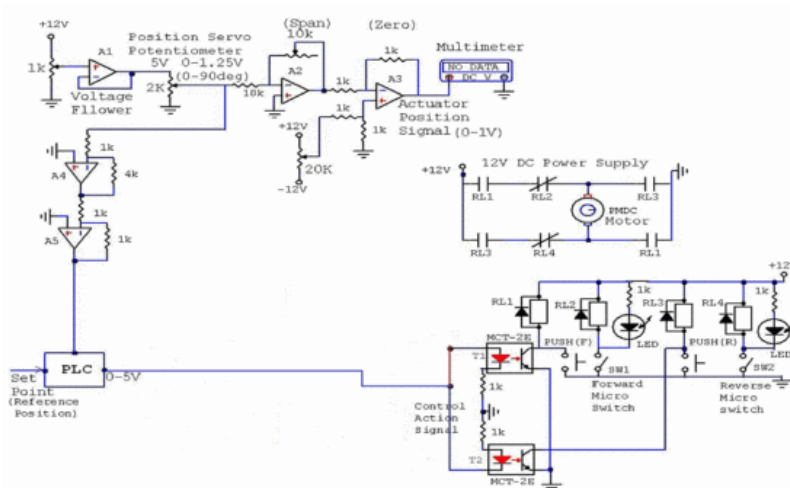 +12V
1k
A1
Voltage
Fllower
Position Servo
Potentiometer
5V 0-1.25V
(0-90deg)
2K
(Span)
10k
A2
10k
(Zero)
1k
1k
A3
1k
1k
+12V
20K
-12V
Multimeter
NO DATA
DC V
Actuator
Position
Signal (0-1V)
1k
A4
4k
1k
A5
1k
12V DC Power Supply
+12V
RL1
RL2
RL3
PMDC
Motor
RL3
RL4
RL1
+12
RL1
RL2
1k
RL3
RL4
1k
LED
LED
MCT-2E
PUSH(F)
PUSH(R)
T1
SW1
SW2
Forward
Micro
Switch
Reverse
Micro
switch
1k
1k
T2
MCT-2E
Control
Action
Signal
PLC
0-5V
Set
Point
(Reference
Position)